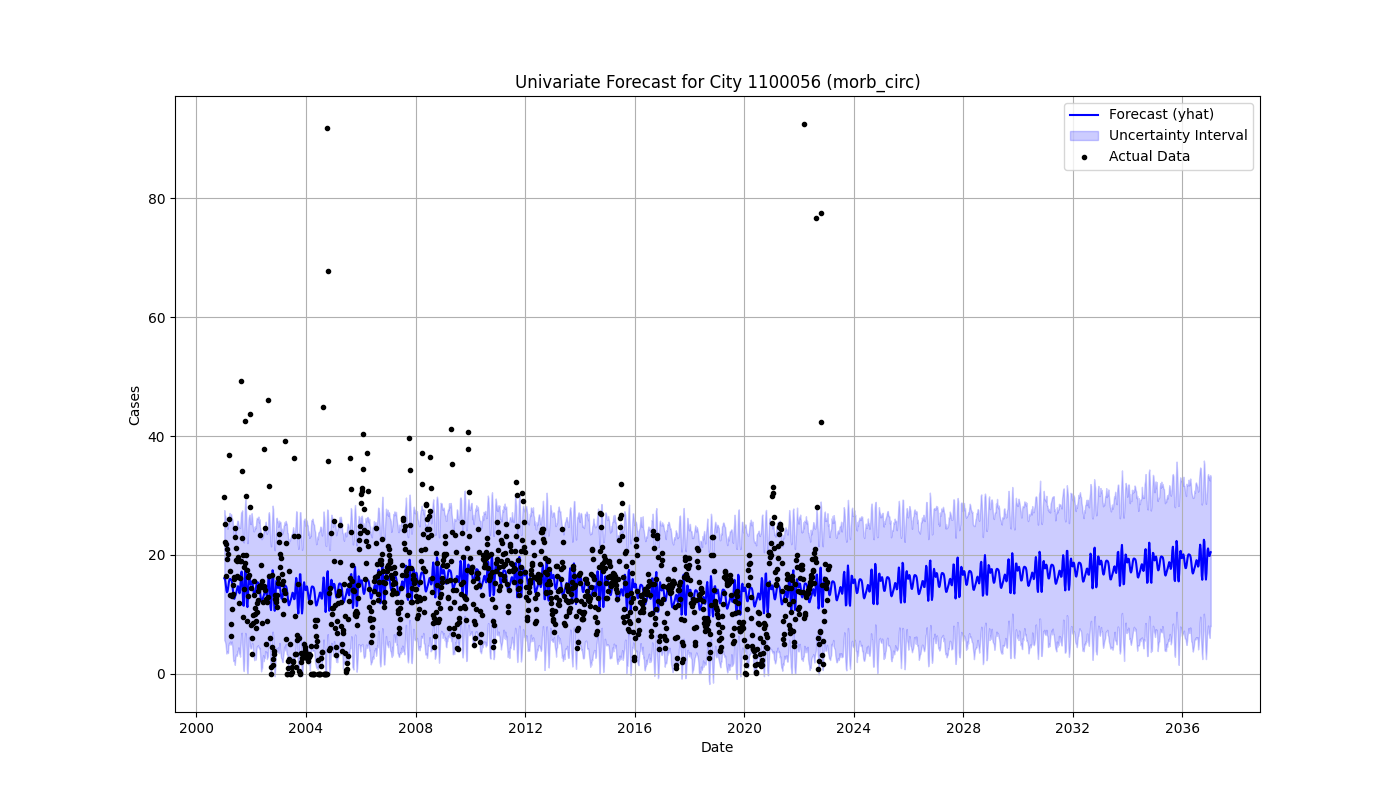 Univariate Forecast for City 1100056 (morb_circ)
Forecast (yhat)
Uncertainty Interval
Actual Data
Cases
80
60
40
20
0
2000 2004 2008 2012 2016 2020 2024 2028 2032 2036
Date